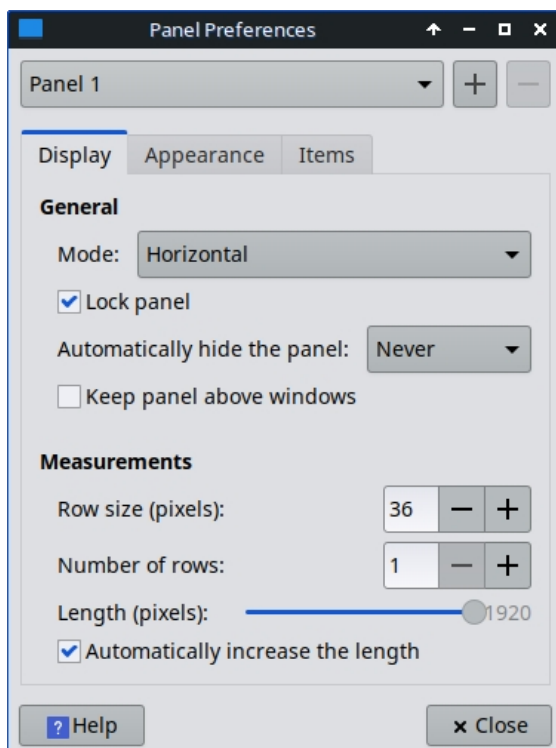 Panel Preferences
Panel 1
Display Appearance Items
General
Mode: Horizontal
Lock panel
Automatically hide the panel: Never
Keep panel above windows
Measurements
Row size (pixels): 36
Number of rows: 1
Length (pixels): 1920
Automatically increase the length
? Help × Close